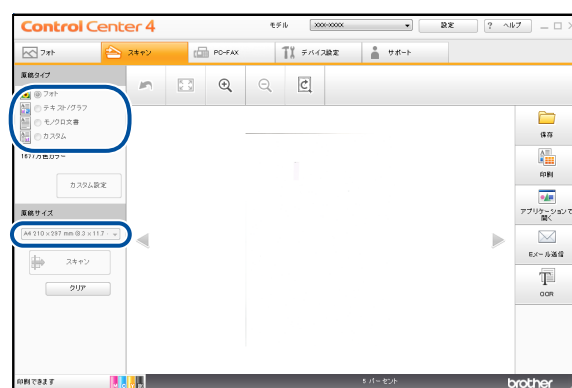 Control Center 4
モデル XXX-XXXXX 設定 ? ヘルプ
フォト スキャン PC-FAX デバイス設定 サポート
原稿タイプ
フォト
テキスト/グラフ
モノクロ文書
カスタム
1677万色カラー
カスタム設定
原稿サイズ
A4 210 x 297 mm (8.3 x 11.7
スキャン
クリア
保存
印刷
アプリケーションで開く
Eメール送信
OCR
印刷できます M C Y BK 5 パーセント brother